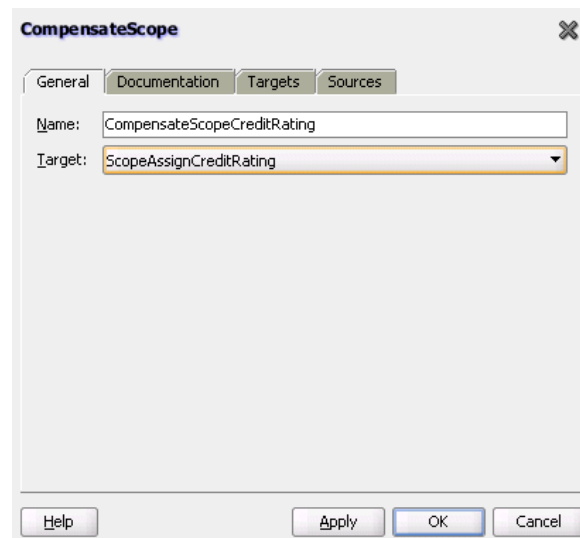 CompensateScope
General Documentation Targets Sources
Name: CompensateScopeCreditRating
Target: ScopeAssignCreditRating
Help Apply OK Cancel